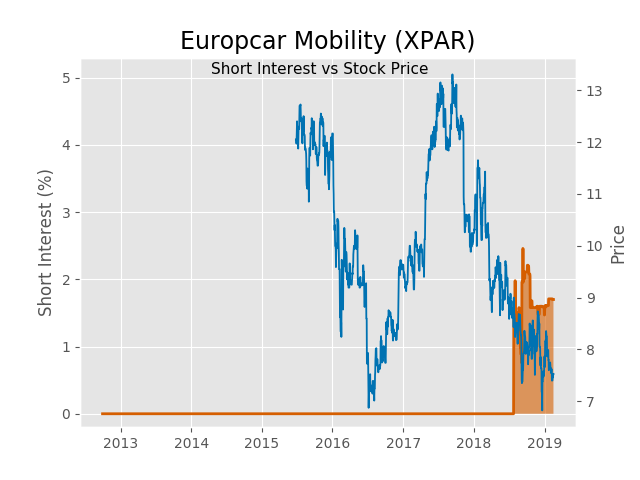 Europcar Mobility (XPAR)
Short Interest vs Stock Price
5
4
3
2
1
0
Short Interest (%)
13
12
11
10
9
8
7
Price
2013 2014 2015 2016 2017 2018 2019